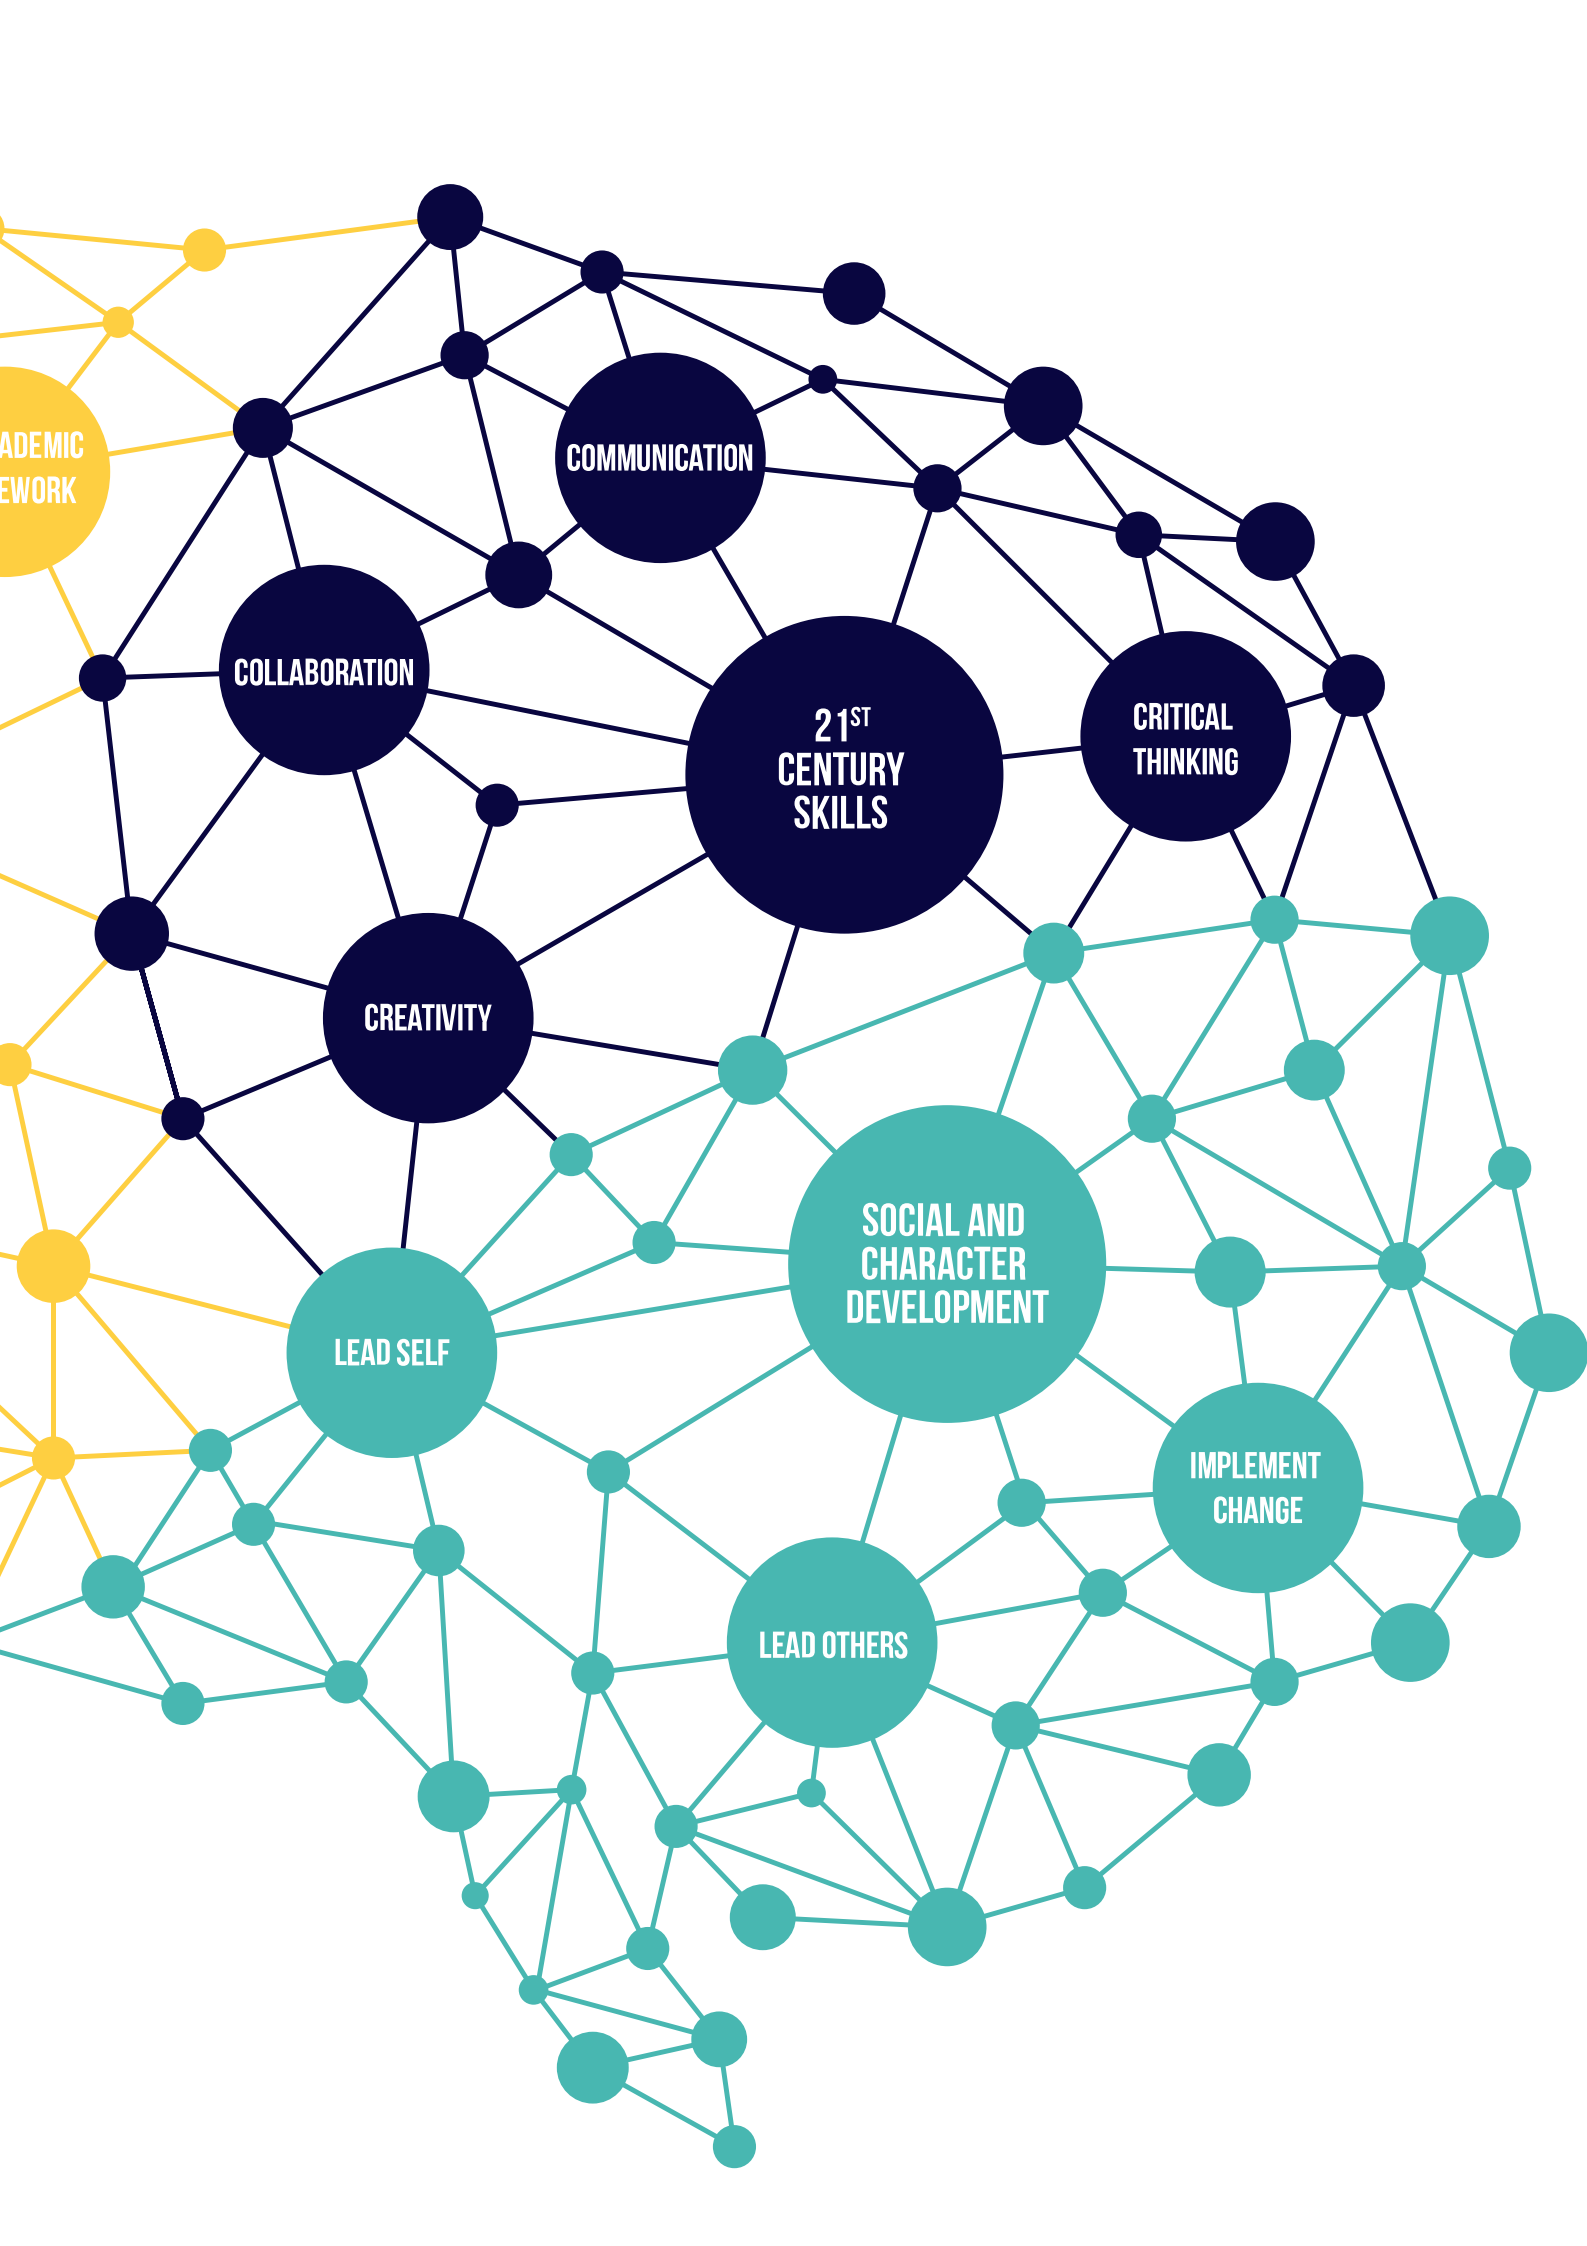 ADEMIC
EWORK
COMMUNICATION
COLLABORATION
21ST
CENTURY
SKILLS
CRITICAL
THINKING
CREATIVITY
SOCIAL AND
CHARACTER
DEVELOPMENT
LEAD SELF
IMPLEMENT
CHANGE
LEAD OTHERS